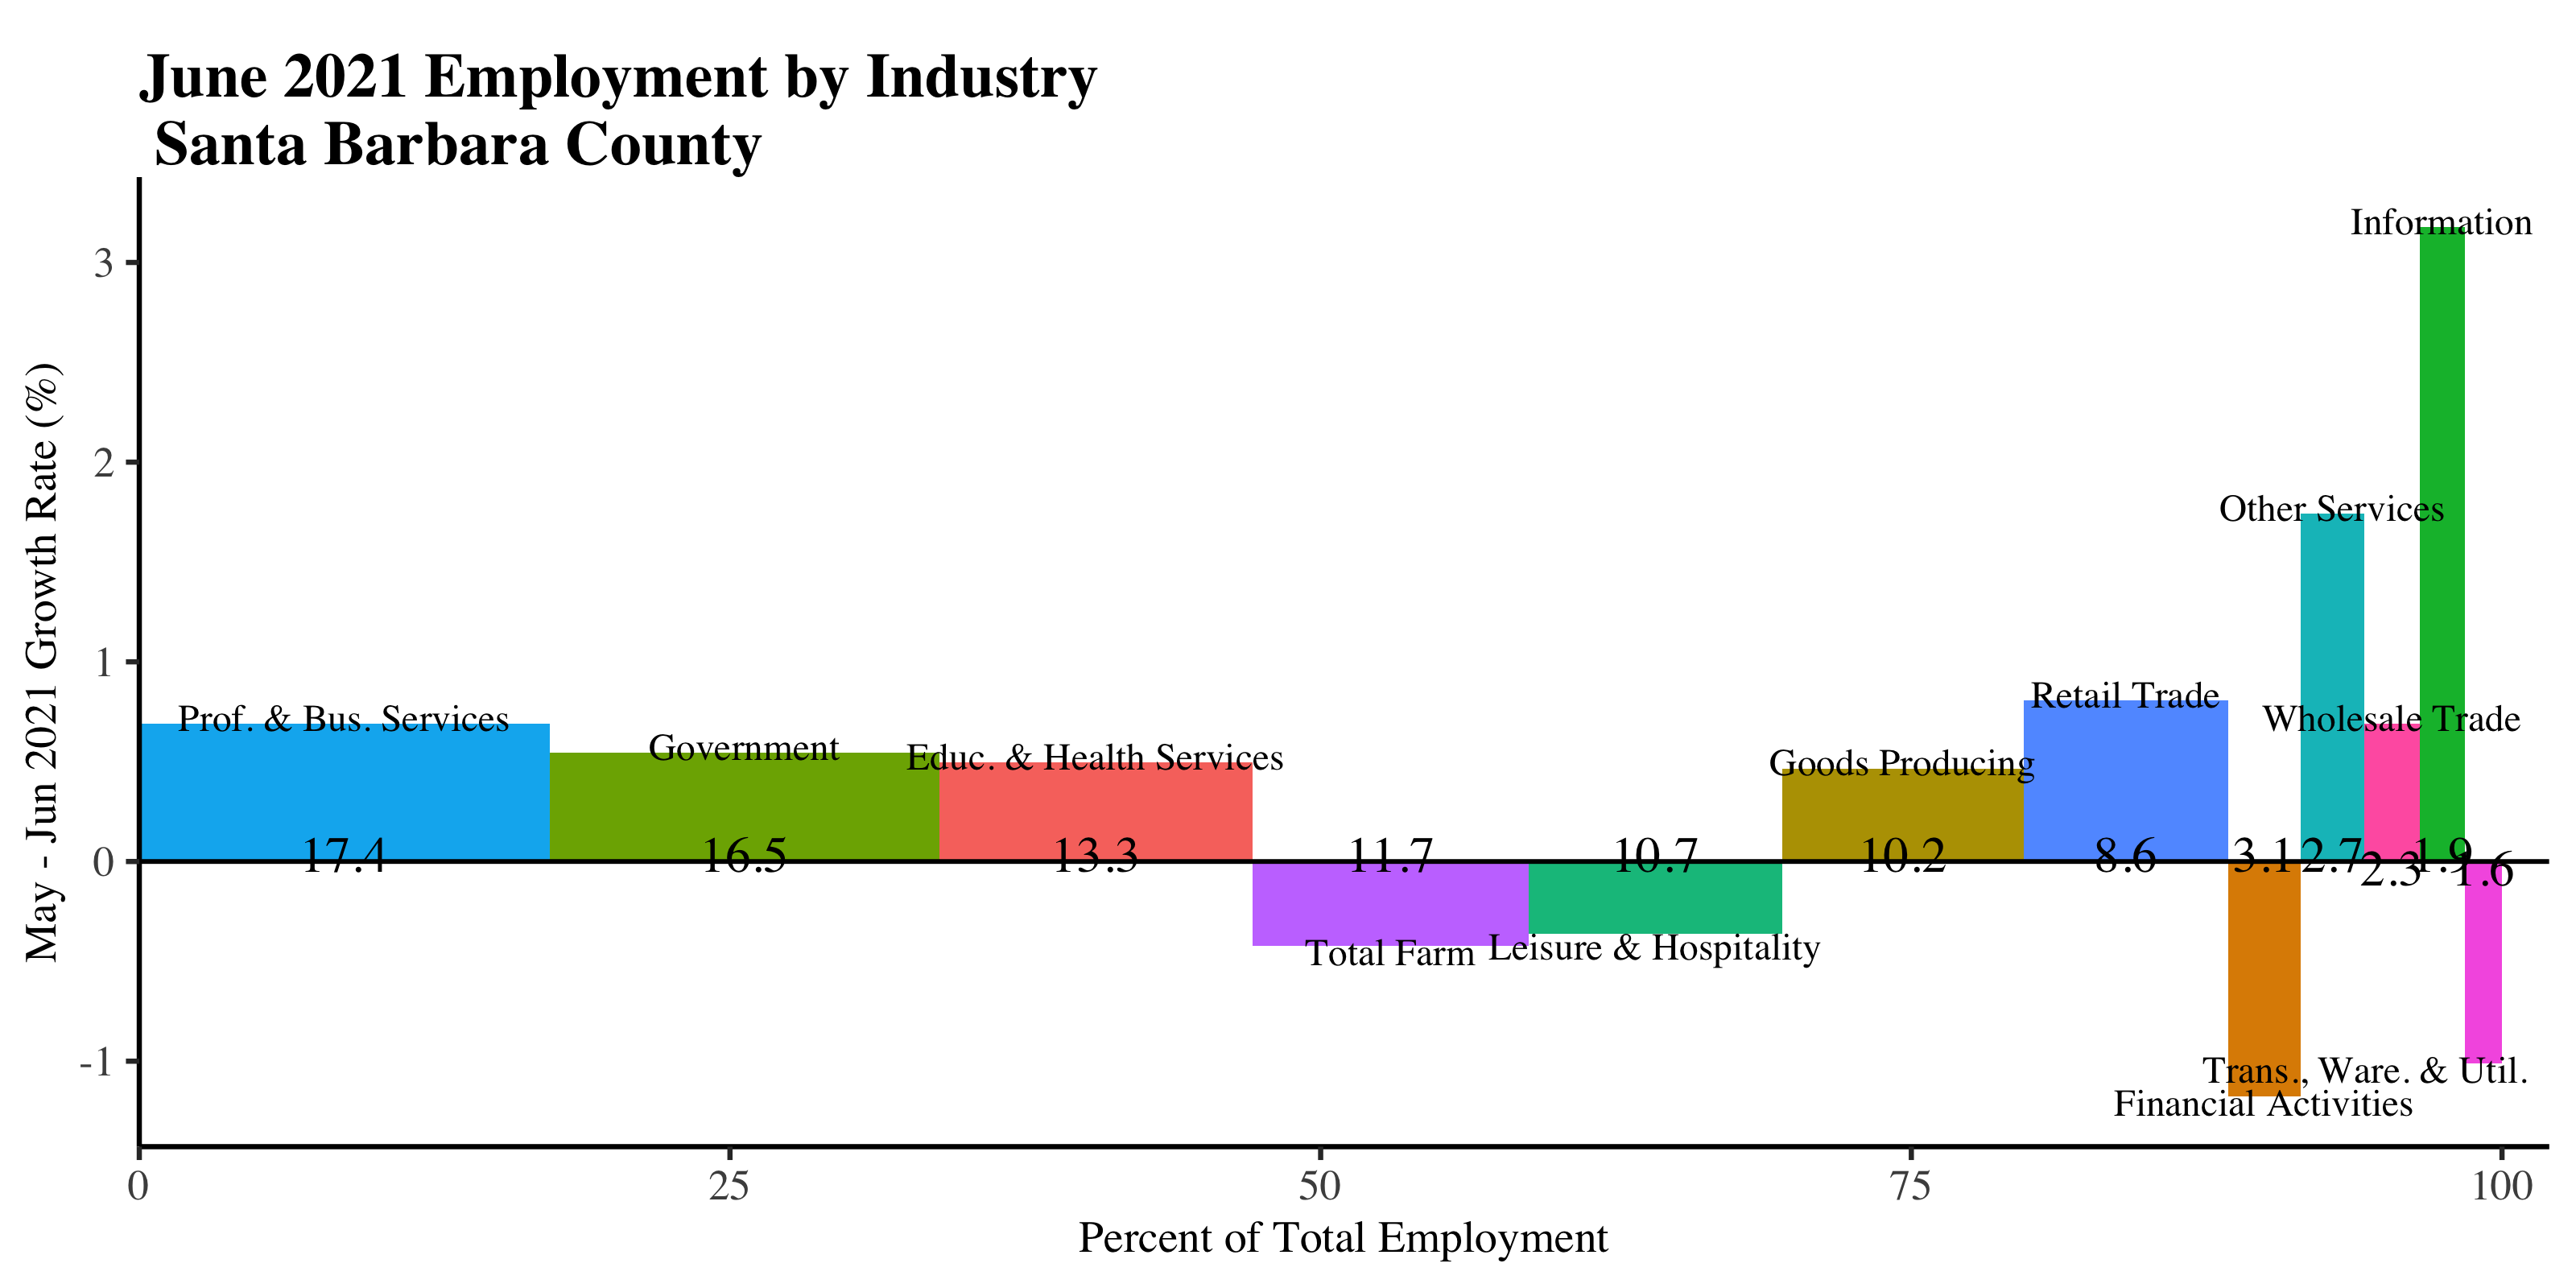 June 2021 Employment by Industry
Santa Barbara County
May - Jun 2021 Growth Rate (%)
3
2
1
0
-1
Information
Other Services
Retail Trade
Wholesale Trade
Prof. & Bus. Services
Government
Educ. & Health Services
Goods Producing
17.4
16.5
13.3
11.7
10.7
10.2
8.6
3.1
2.7
2.3
1.9
1.6
Total Farm
Leisure & Hospitality
Trans., Ware. & Util.
Financial Activities
0
25
50
75
100
Percent of Total Employment